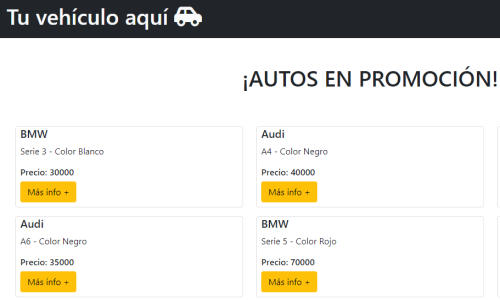 Tu vehículo aquí
¡AUTOS EN PROMOCIÓN!
BMW
Serie 3 - Color Blanco
Precio: 30000
Más info +
Audi
A4 - Color Negro
Precio: 40000
Más info +
Audi
A6 - Color Negro
Precio: 35000
Más info +
BMW
Serie 5 - Color Rojo
Precio: 70000
Más info +